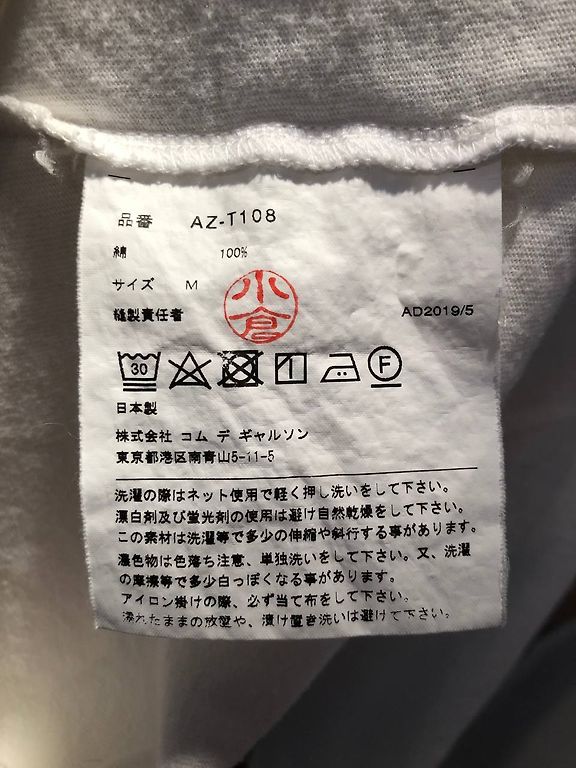 品番 AZ-T108
綿 100%
サイズ M
小倉
縫製責任者 AD2019/5
30 F
日本製
株式会社 コム デ ギャルソン
東京都港区南青山5-11-5
洗濯の際はネット使用で軽く押し洗いをして下さい。
漂白剤及び蛍光剤の使用は避け自然乾燥をして下さい。
この素材は洗濯等で多少の伸縮や斜行する事があります。
濃色物は色落ち注意、単独洗いをして下さい。又、洗濯
の摩擦等で多少白っぽくなる事があります。
アイロン掛けの際、必ず当て布をして下さい。
濡れたままの放置や、漬け置き洗いは避けて下さい。